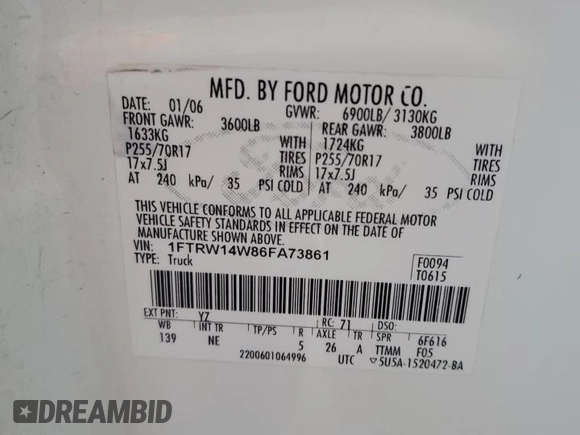 MFD. BY FORD MOTOR CO.
DATE: 01/06 GVWR: 6900LB/ 3130KG
FRONT GAWR: 3600LB REAR GAWR: 3800LB
1633KG WITH 1724KG WITH
P255/70R17 TIRES P255/70R17 TIRES
17x7.5J RIMS 17x7.5J RIMS
AT 240 kPa/ 35 PSI COLD AT 240 kPa/ 35 PSI COLD
THIS VEHICLE CONFORMS TO ALL APPLICABLE FEDERAL MOTOR
VEHICLE SAFETY STANDARDS IN EFFECT ON THE DATE OF
MANUFACTURE SHOWN ABOVE.
VIN: 1FTRW14W86FA73861 F0094
TYPE: Truck T0615
EXT PNT: YZ RC: 71 DSO:
WB INT TR TP/PS R AXLE TR SPR 6F616
139 NE 5 26 A TTMM F05
2200601064996 UTC ▽5U5A-1520472-BA
DREAMBID